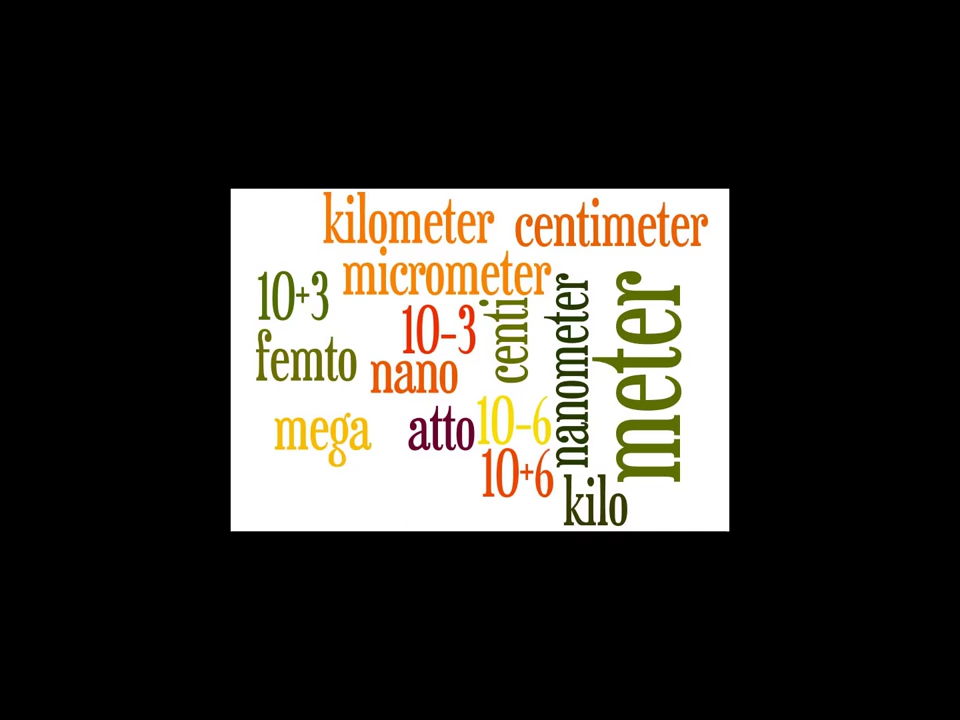 kilometer
centimeter
micrometer
10+3
10–3
centi
nanometer
meter
femto
nano
mega
atto
10–6
10+6
kilo